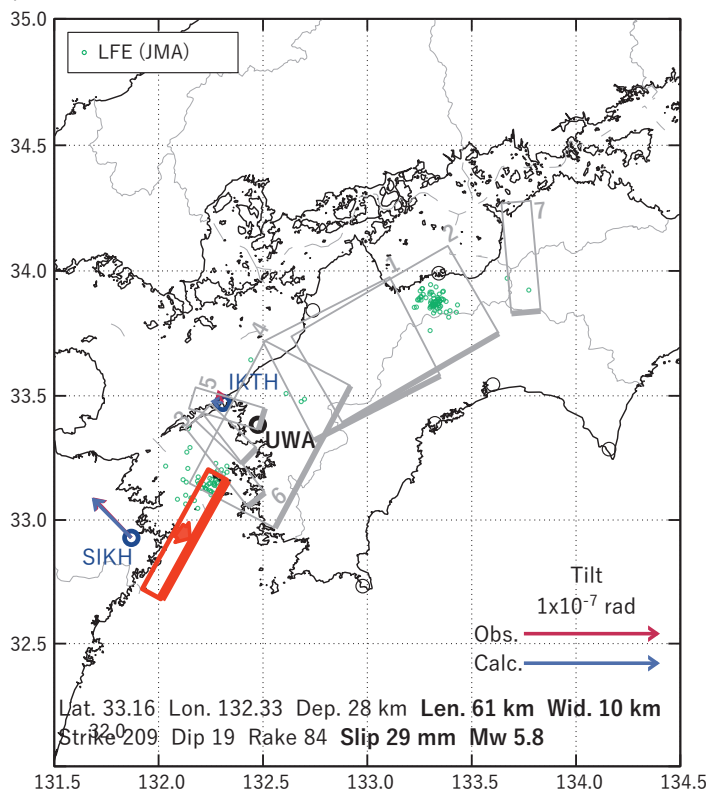 35.0
LFE (JMA)
34.5
7
2
34.0
1
4
33.5
5
IKTH
3
UWA
6
33.0
SIKH
Tilt
1x10⁻⁷ rad
32.5
Obs.
Calc.
Lat. 33.16 Lon. 132.33 Dep. 28 km Len. 61 km Wid. 10 km
32.0
Strike 209 Dip 19 Rake 84 Slip 29 mm Mw 5.8
131.5 132.0 132.5 133.0 133.5 134.0 134.5